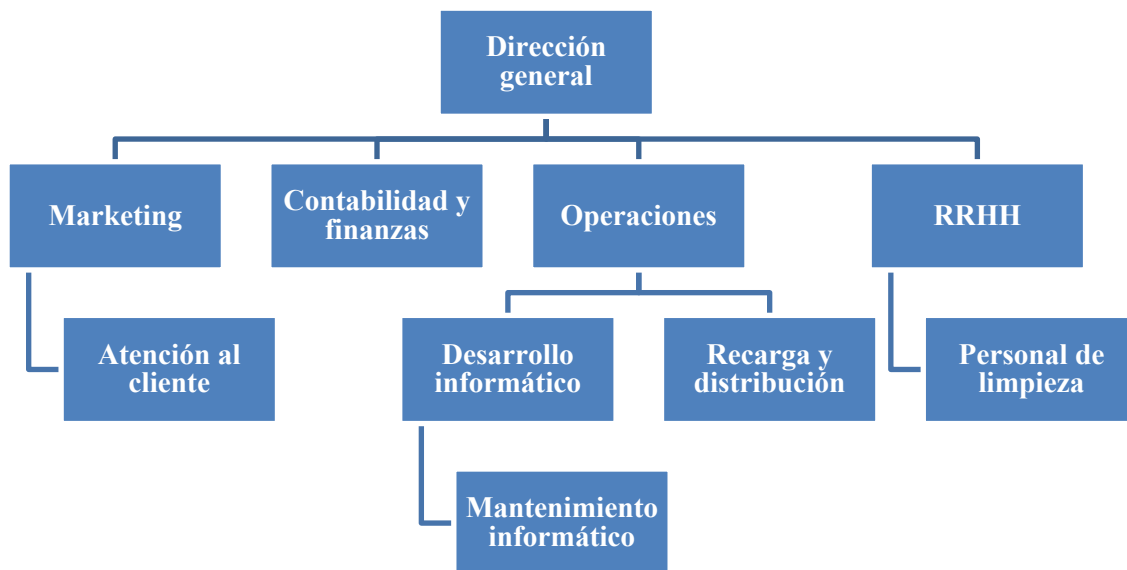 Dirección
general
Marketing
Contabilidad y
finanzas
Operaciones
RRHH
Atención al
cliente
Desarrollo
informático
Recarga y
distribución
Personal de
limpieza
Mantenimiento
informático